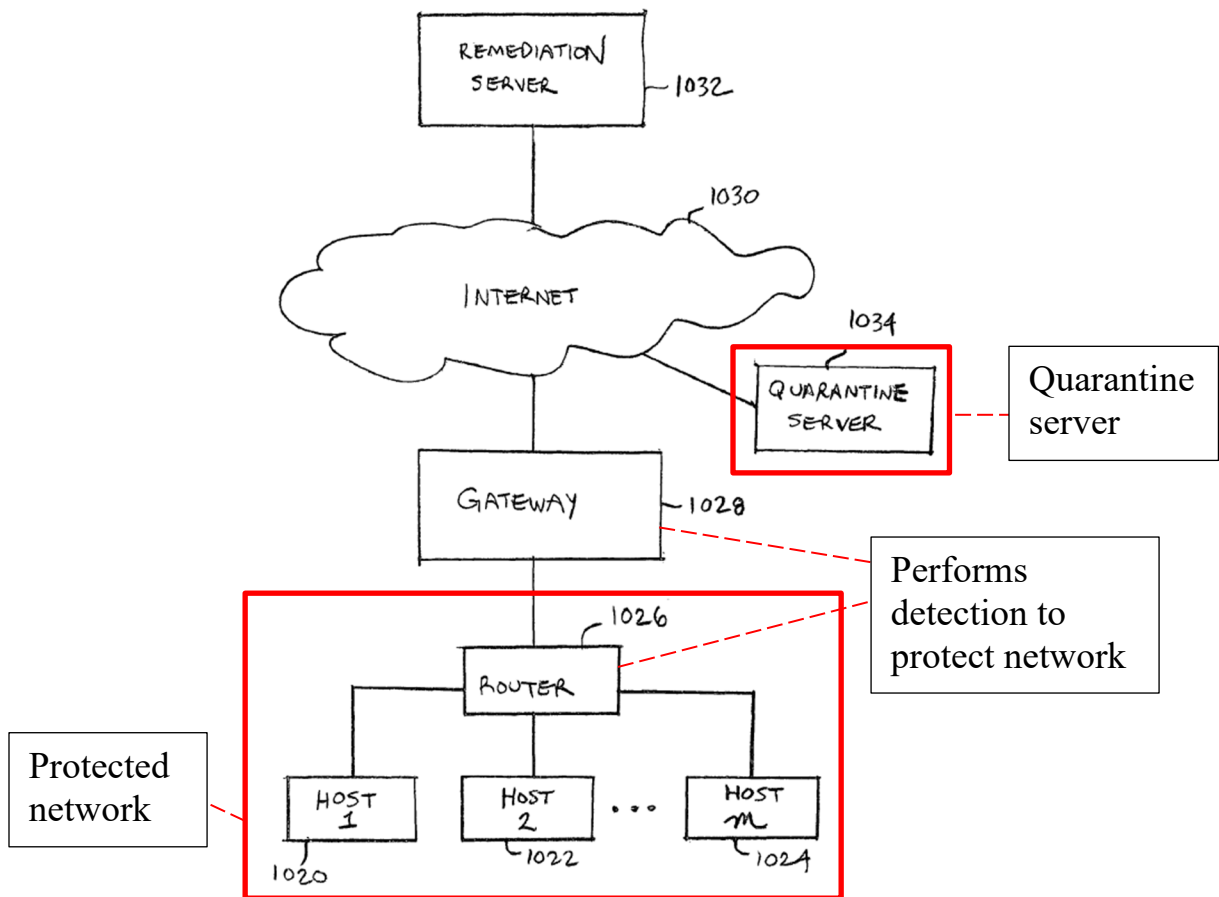 REMEDIATION
SERVER
1032
1030
INTERNET
1034
QUARANTINE
SERVER
Quarantine
server
GATEWAY
1028
Performs
detection to
protect network
1026
ROUTER
Protected
network
HOST
1
HOST
2
...
HOST
m
1020
1022
1024